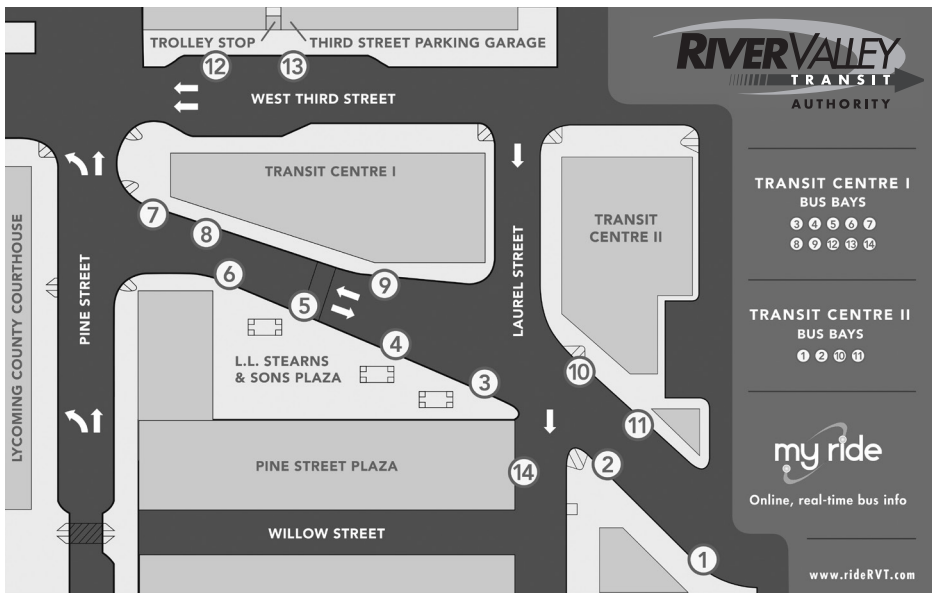 TROLLEY STOP
THIRD STREET PARKING GARAGE
12
13
WEST THIRD STREET
TRANSIT CENTRE I
TRANSIT
CENTRE II
7
8
6
9
5
4
3
10
11
2
14
1
LYCOMING COUNTY COURTHOUSE
PINE STREET
LAUREL STREET
L.L. STEARNS
& SONS PLAZA
PINE STREET PLAZA
WILLOW STREET
RIVER VALLEY
TRANSIT
AUTHORITY
TRANSIT CENTRE I
BUS BAYS
3 4 5 6 7
8 9 12 13 14
TRANSIT CENTRE II
BUS BAYS
1 2 10 11
my ride
Online, real-time bus info
www.rideRVT.com